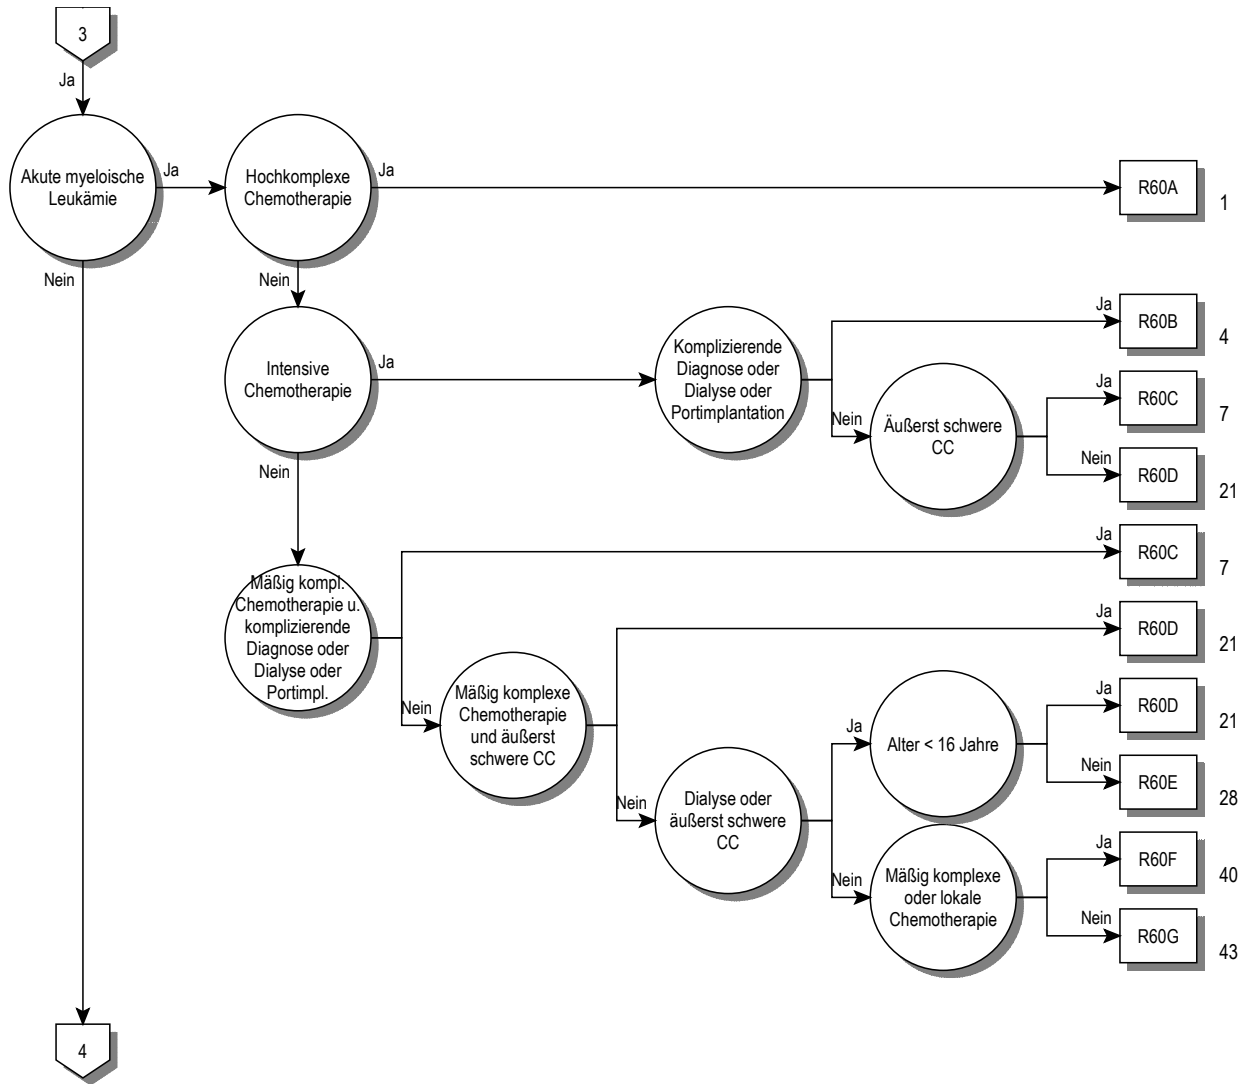 3
Ja
Akute myeloische
Leukämie
Ja
Hochkomplexe
Chemotherapie
Ja
R60A
1
Nein
Nein
Intensive
Chemotherapie
Ja
Komplizierende
Diagnose oder
Dialyse oder
Portimplantation
Ja
R60B
4
Nein
Äußerst schwere
CC
Ja
R60C
7
Nein
R60D
21
Nein
Mäßig kompl.
Chemotherapie u.
komplizierende
Diagnose oder
Dialyse oder
Portimpl.
Ja
R60C
7
Nein
Mäßig komplexe
Chemotherapie
und äußerst
schwere CC
Ja
R60D
21
Nein
Dialyse oder
äußerst schwere
CC
Ja
Alter < 16 Jahre
Ja
R60D
21
Nein
R60E
28
Nein
Mäßig komplexe
oder lokale
Chemotherapie
Ja
R60F
40
Nein
R60G
43
4